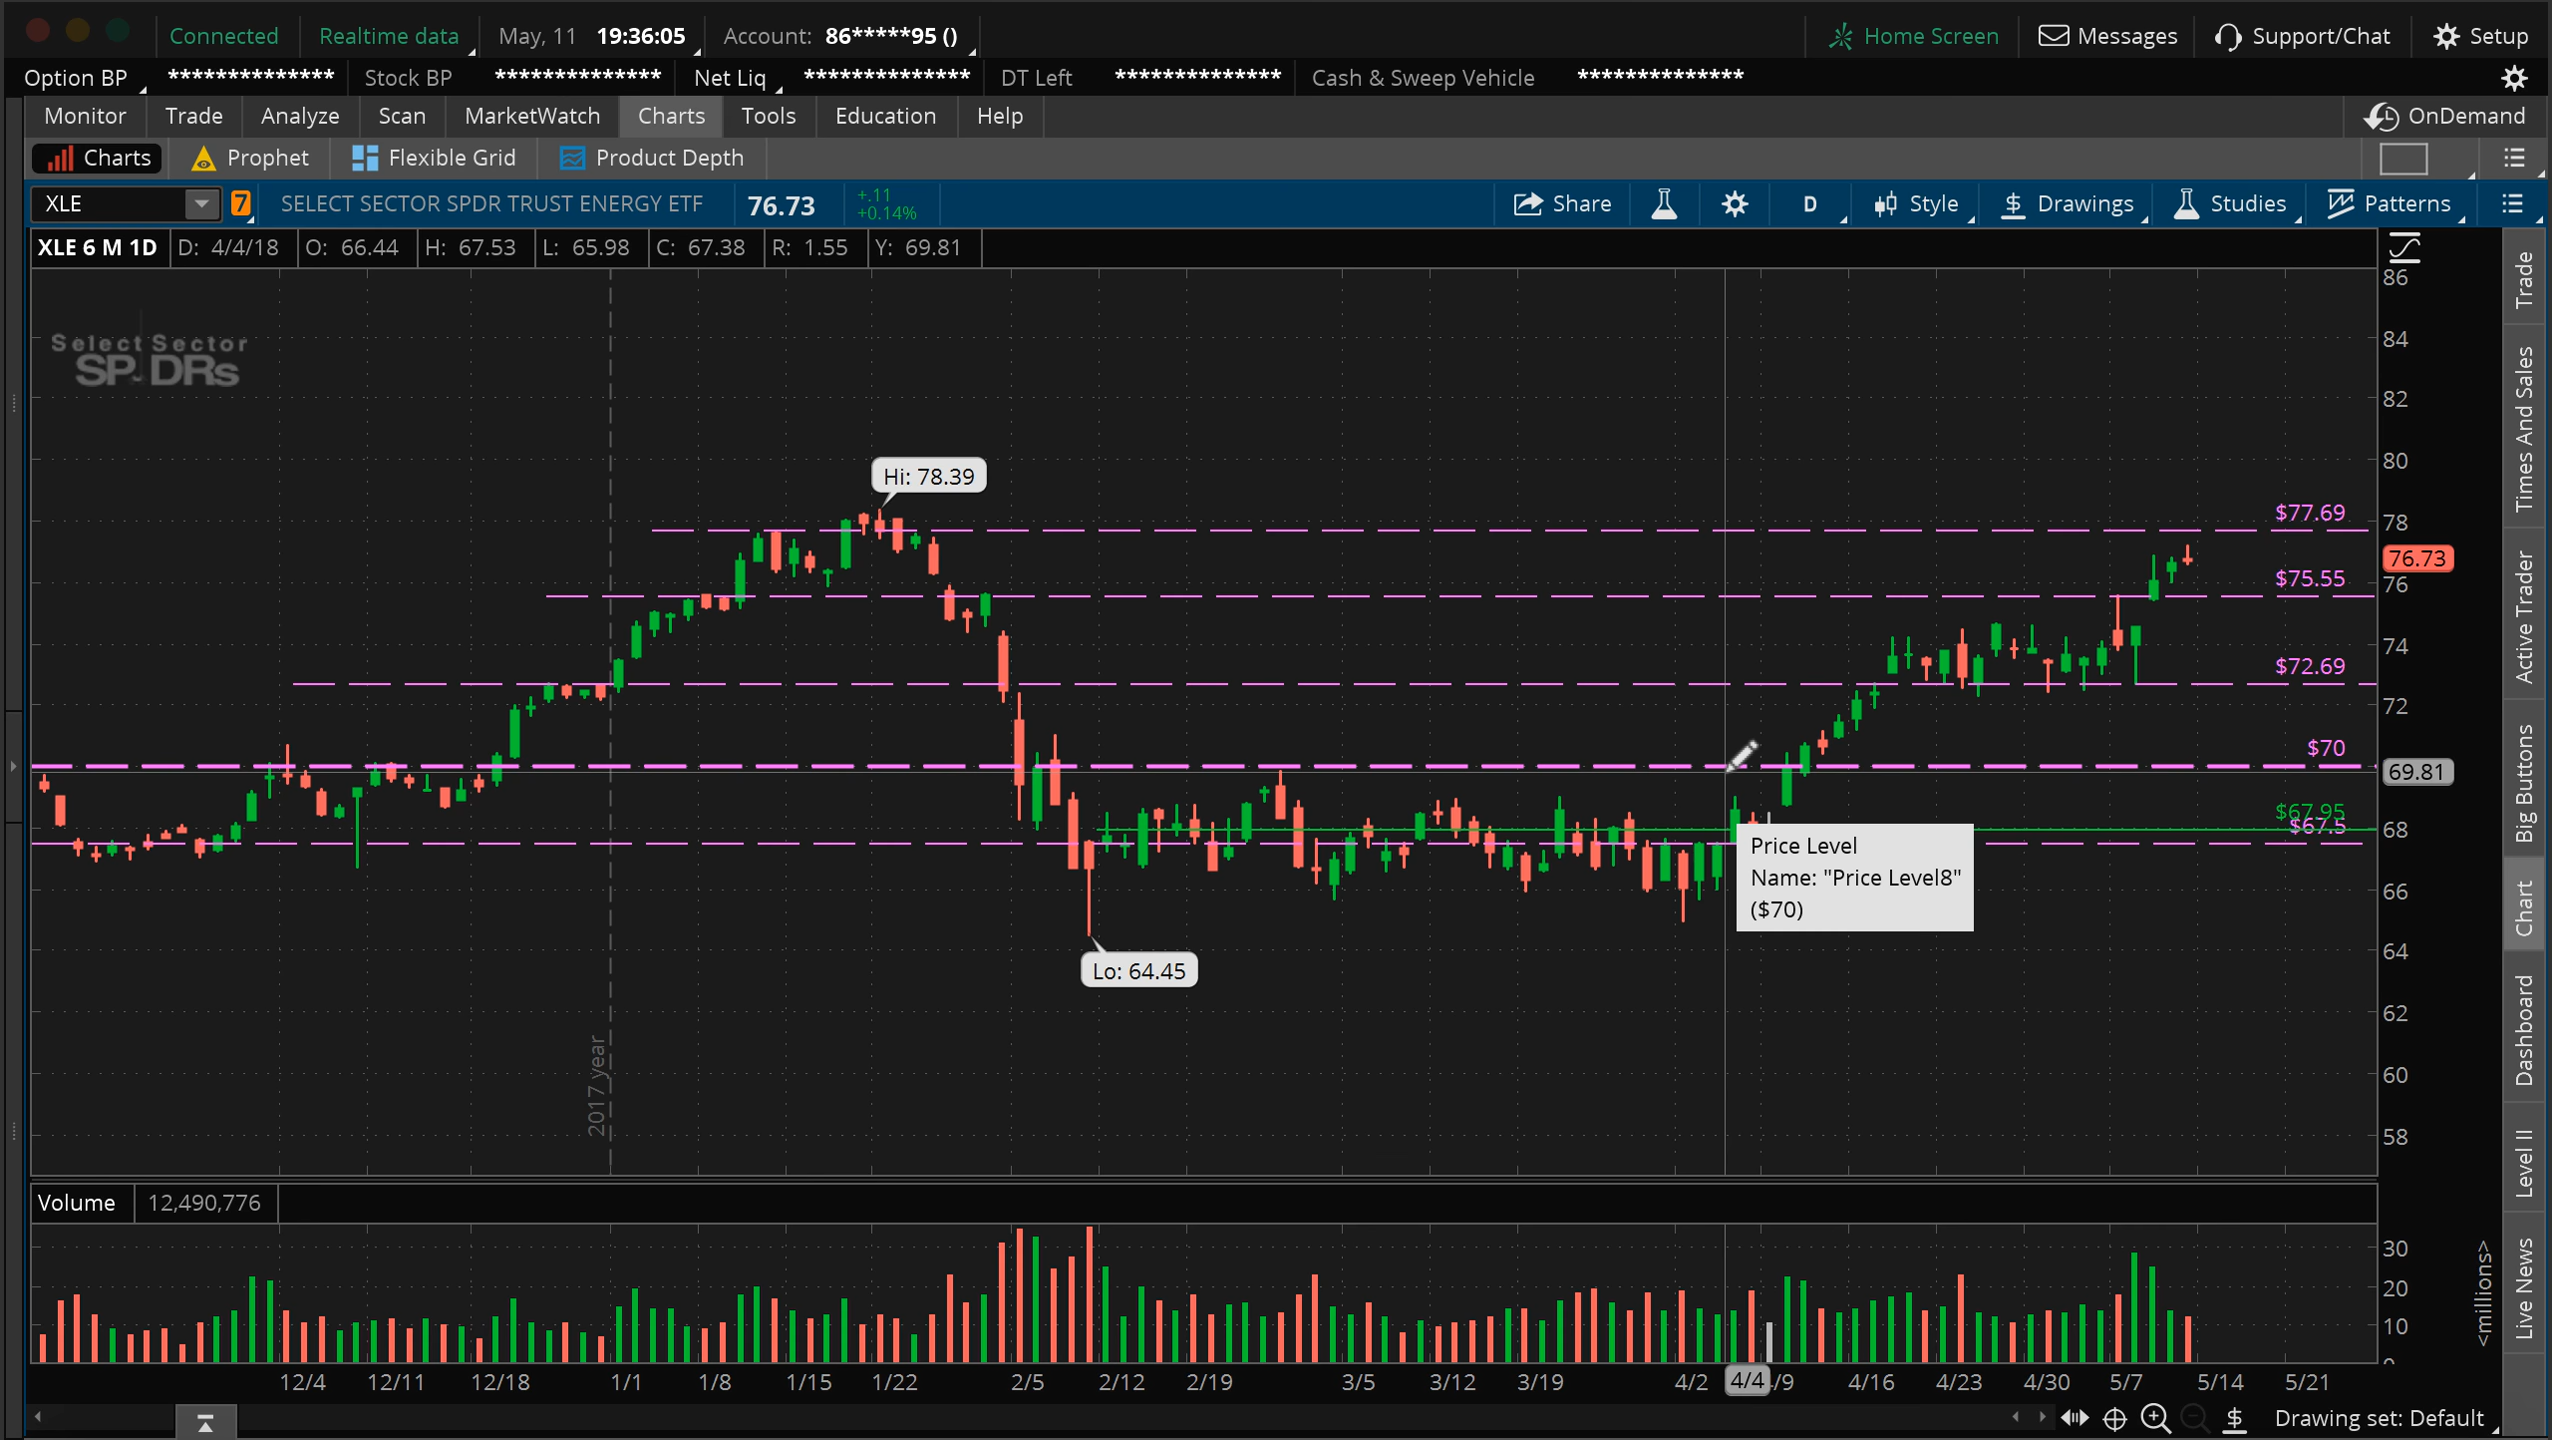 Connected Realtime data May, 11 19:36:05 Account: 86*****95 () Home Screen Messages Support/Chat Setup
Option BP ************** Stock BP ************** Net Liq ************** DT Left ************** Cash & Sweep Vehicle **************
Monitor Trade Analyze Scan MarketWatch Charts Tools Education Help OnDemand
Charts Prophet Flexible Grid Product Depth
XLE 7 SELECT SECTOR SPDR TRUST ENERGY ETF 76.73 +.11 +0.14% Share D Style $ Drawings Studies Patterns
XLE 6 M 1D D: 4/4/18 O: 66.44 H: 67.53 L: 65.98 C: 67.38 R: 1.55 Y: 69.81
Select Sector
SPDRs
Hi: 78.39
Lo: 64.45
2017 year
$77.69
$75.55
$72.69
$70
$67.95
$67.5
Price Level
Name: "Price Level8"
($70)
86
84
82
80
78
76.73
76
74
72
69.81
68
66
64
62
60
58
Volume 12,490,776
30
20
10
0
<millions>
12/4 12/11 12/18 1/1 1/8 1/15 1/22 2/5 2/12 2/19 3/5 3/12 3/19 4/2 4/4 /9 4/16 4/23 4/30 5/7 5/14 5/21
$ Drawing set: Default
Trade
Times And Sales
Active Trader
Big Buttons
Chart
Dashboard
Level II
Live News